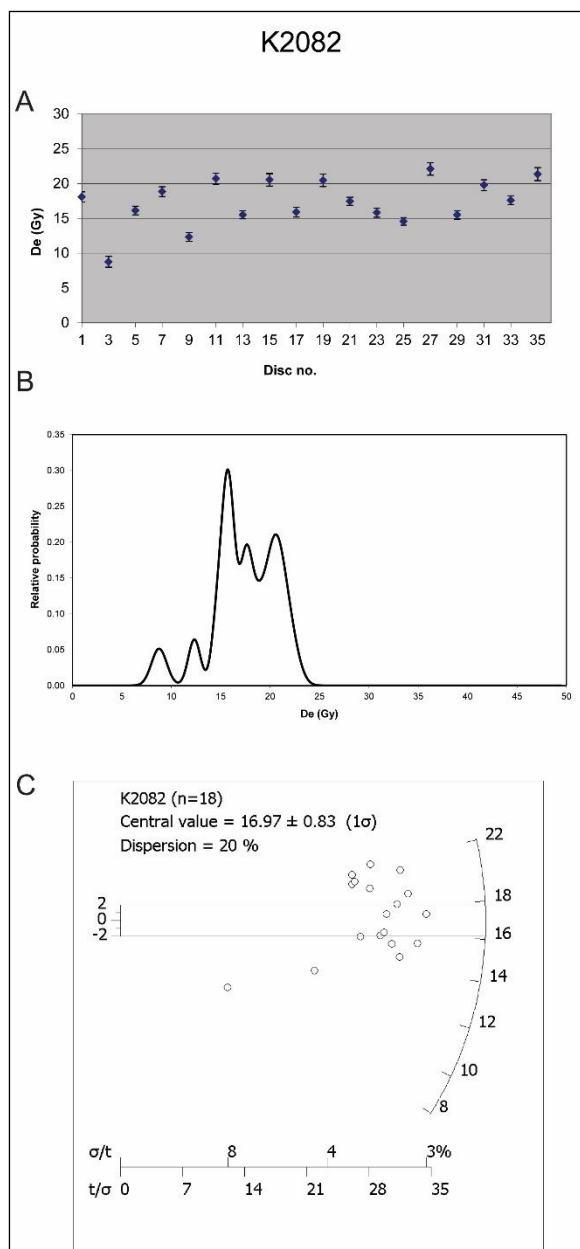 K2082
A
De (Gy)
30
25
20
15
10
5
0
1 3 5 7 9 11 13 15 17 19 21 23 25 27 29 31 33 35
Disc no.
B
Relative probability
0.35
0.30
0.25
0.20
0.15
0.10
0.05
0.00
0 5 10 15 20 25 30 35 40 45 50
De (Gy)
C
K2082 (n=18)
Central value = 16.97 ± 0.83 (1σ)
Dispersion = 20 %
2
0
-2
22
18
16
14
12
10
8
σ/t 8 4 3%
t/σ 0 7 14 21 28 35